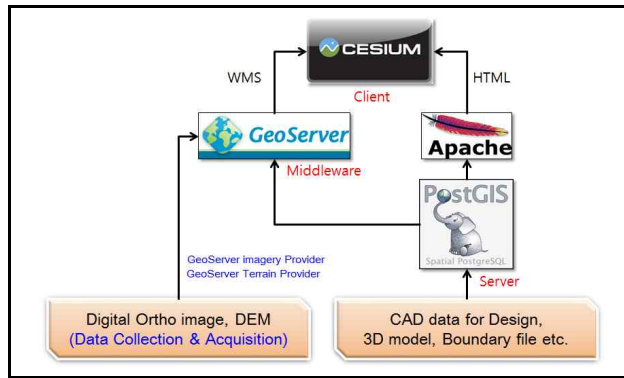 CESIUM
WMS
HTML
Client
GeoServer
Apache
Middleware
PostGIS
Spatial PostgreSQL
GeoServer imagery Provider
GeoServer Terrain Provider
Server
Digital Ortho image, DEM
(Data Collection & Acquisition)
CAD data for Design,
3D model, Boundary file etc.